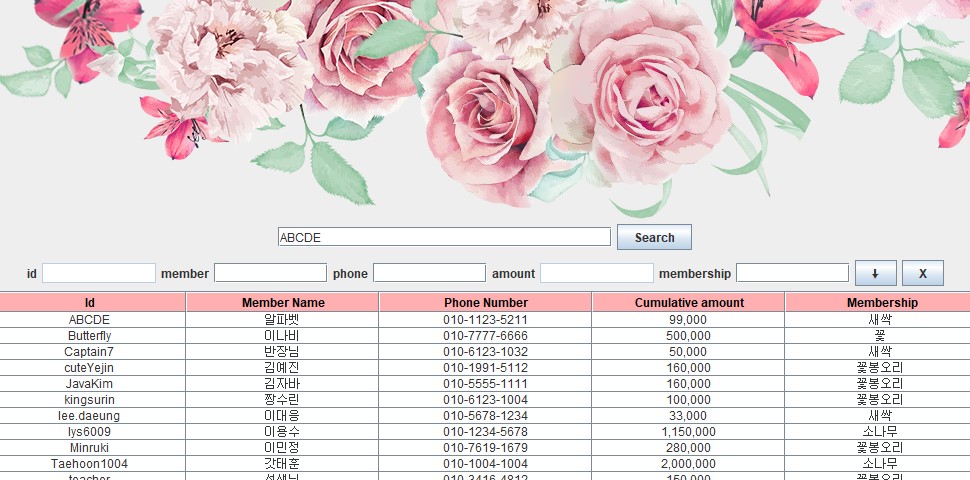 ABCDE Search
id member phone amount membership X
Id Member Name Phone Number Cumulative amount Membership
ABCDE 알파벳 010-1123-5211 99,000 새싹
Butterfly 이나비 010-7777-6666 500,000 꽃
Captain7 반장님 010-6123-1032 50,000 새싹
cuteYejin 김예진 010-1991-5112 160,000 꽃봉오리
JavaKim 김자바 010-5555-1111 160,000 꽃봉오리
kingsurin 짱수린 010-6123-1004 100,000 꽃봉오리
lee.daeung 이대웅 010-5678-1234 33,000 새싹
lys6009 이용수 010-1234-5678 1,150,000 소나무
Minruki 이민정 010-7619-1679 280,000 꽃봉오리
Taehoon1004 갓태훈 010-1004-1004 2,000,000 소나무
teacher 선생님 010-3416-4812 150,000 꽃봉오리